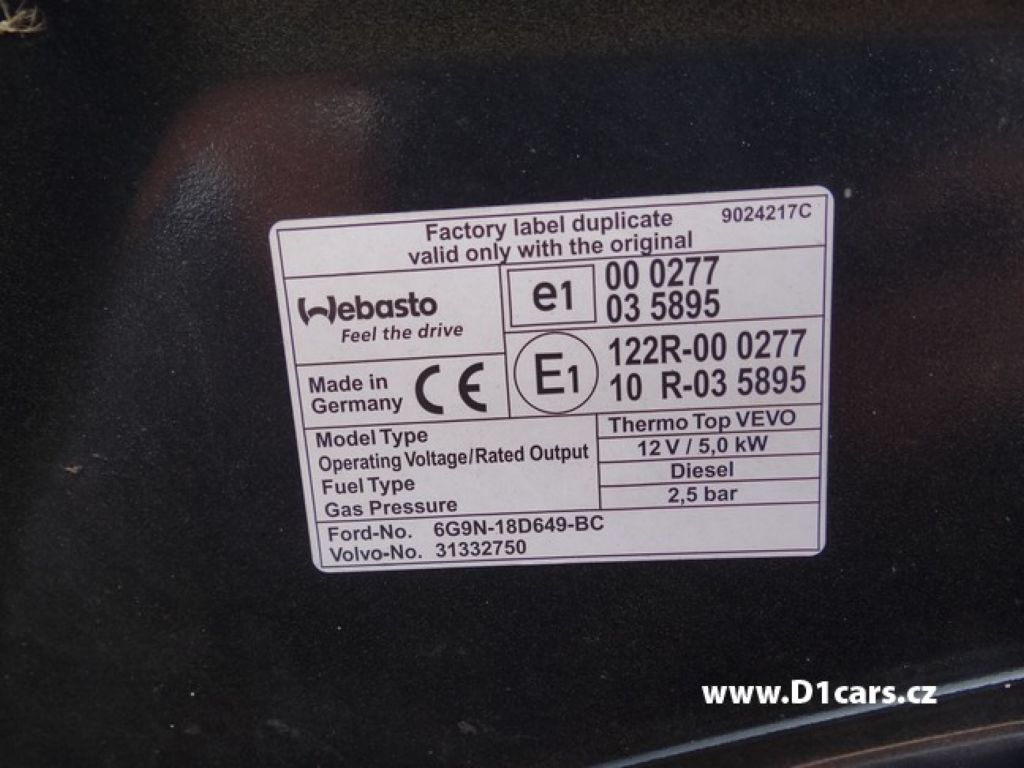 Factory label duplicate 9024217C
valid only with the original
Webasto
Feel the drive
e1
00 0277
03 5895
Made in
Germany
CE
E1
122R-00 0277
10 R-03 5895
Model Type Thermo Top VEVO
Operating Voltage/Rated Output 12 V / 5,0 kW
Fuel Type Diesel
Gas Pressure 2,5 bar
Ford-No. 6G9N-18D649-BC
Volvo-No. 31332750
www.D1cars.cz